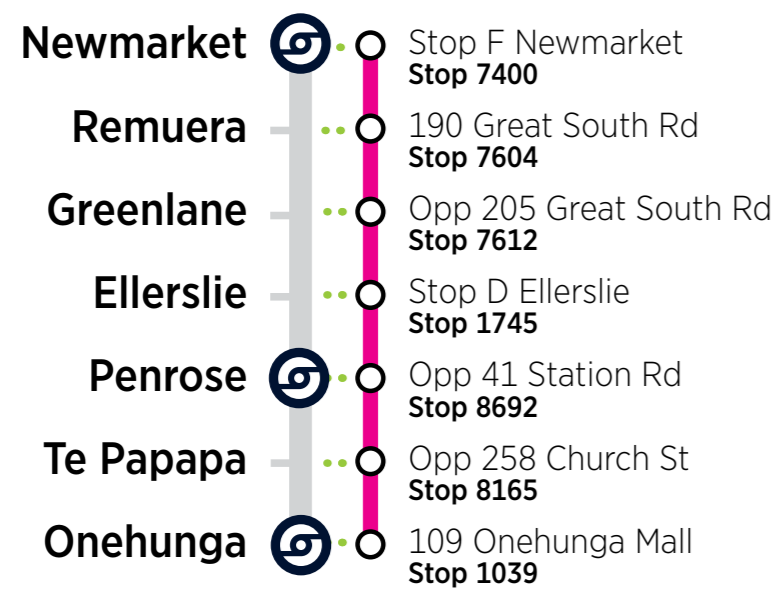 Newmarket
Stop F Newmarket
Stop 7400
Remuera
190 Great South Rd
Stop 7604
Greenlane
Opp 205 Great South Rd
Stop 7612
Ellerslie
Stop D Ellerslie
Stop 1745
Penrose
Opp 41 Station Rd
Stop 8692
Te Papapa
Opp 258 Church St
Stop 8165
Onehunga
109 Onehunga Mall
Stop 1039